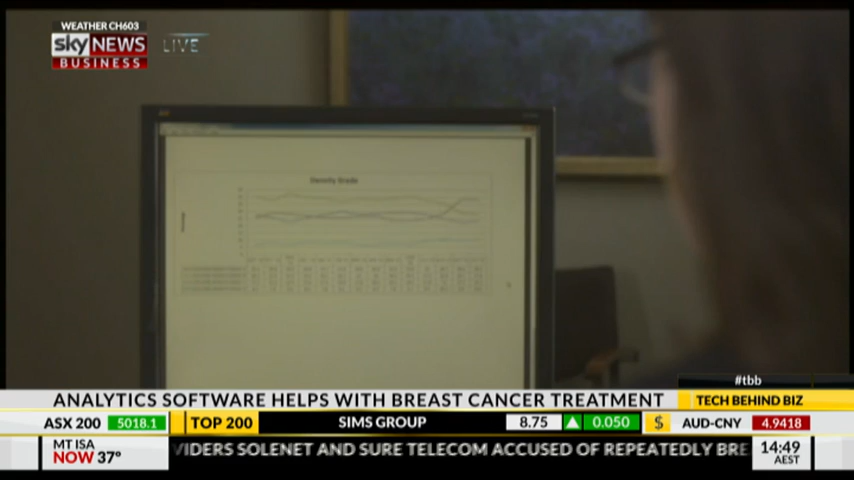 WEATHER CH603
sky NEWS
BUSINESS
LIVE
Density Grade
ANALYTICS SOFTWARE HELPS WITH BREAST CANCER TREATMENT
#tbb
TECH BEHIND BIZ
ASX 200 5018.1 TOP 200 SIMS GROUP 8.75 0.050 $ AUD-CNY 4.9418
MT ISA
NOW 37°
VIDERS SOLENET AND SURE TELECOM ACCUSED OF REPEATEDLY BRE
14:49
AEST